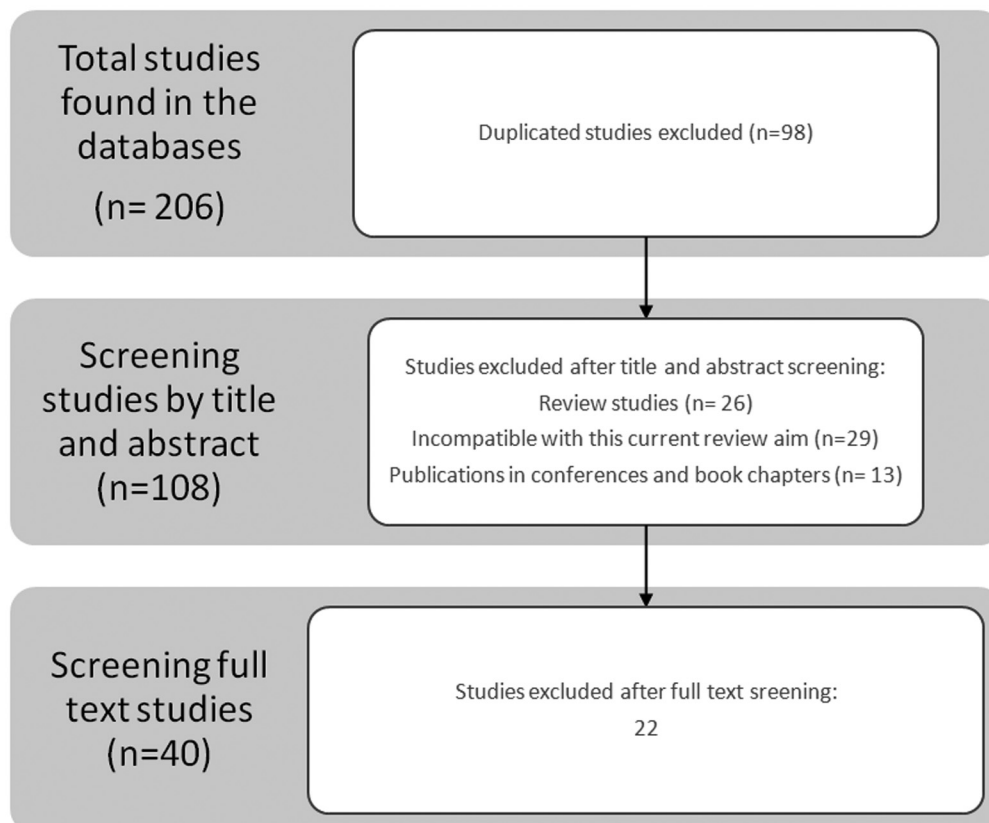 Total studies
found in the
databases
(n= 206)
Duplicated studies excluded (n=98)
Screening
studies by title
and abstract
(n=108)
Studies excluded after title and abstract screening:
Review studies (n= 26)
Incompatible with this current review aim (n=29)
Publications in conferences and book chapters (n= 13)
Screening full
text studies
(n=40)
Studies excluded after full text sreening:
22